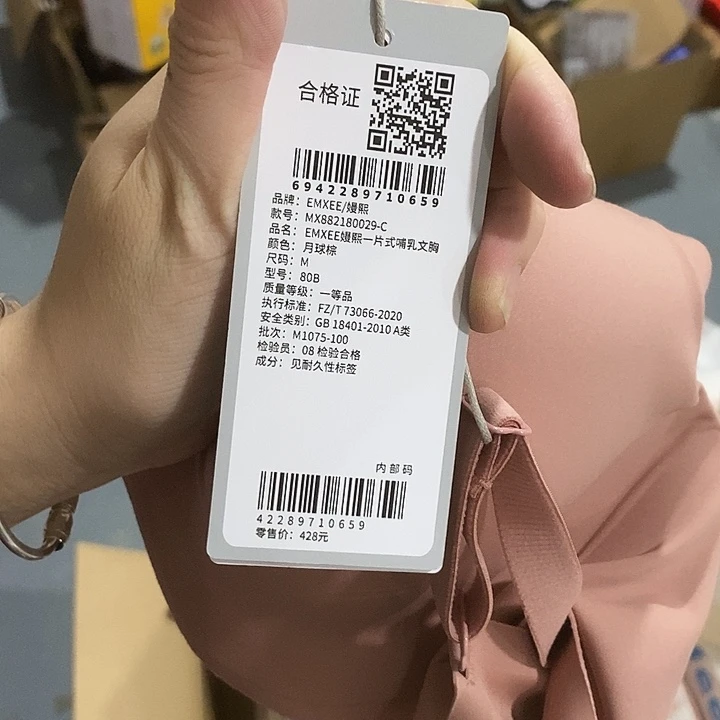 合格证
6942289710659
品牌：EMXEE/嫚熙
款号：MX882180029-C
品名：EMXEE嫚熙一片式哺乳文胸
颜色：月球棕
尺码：M
型号：80B
质量等级：一等品
执行标准：FZ/T 73066-2020
安全类别：GB 18401-2010 A类
批次：M1075-100
检验员：08 检验合格
成分：见耐久性标签
内部码
42289710659
零售价：428元